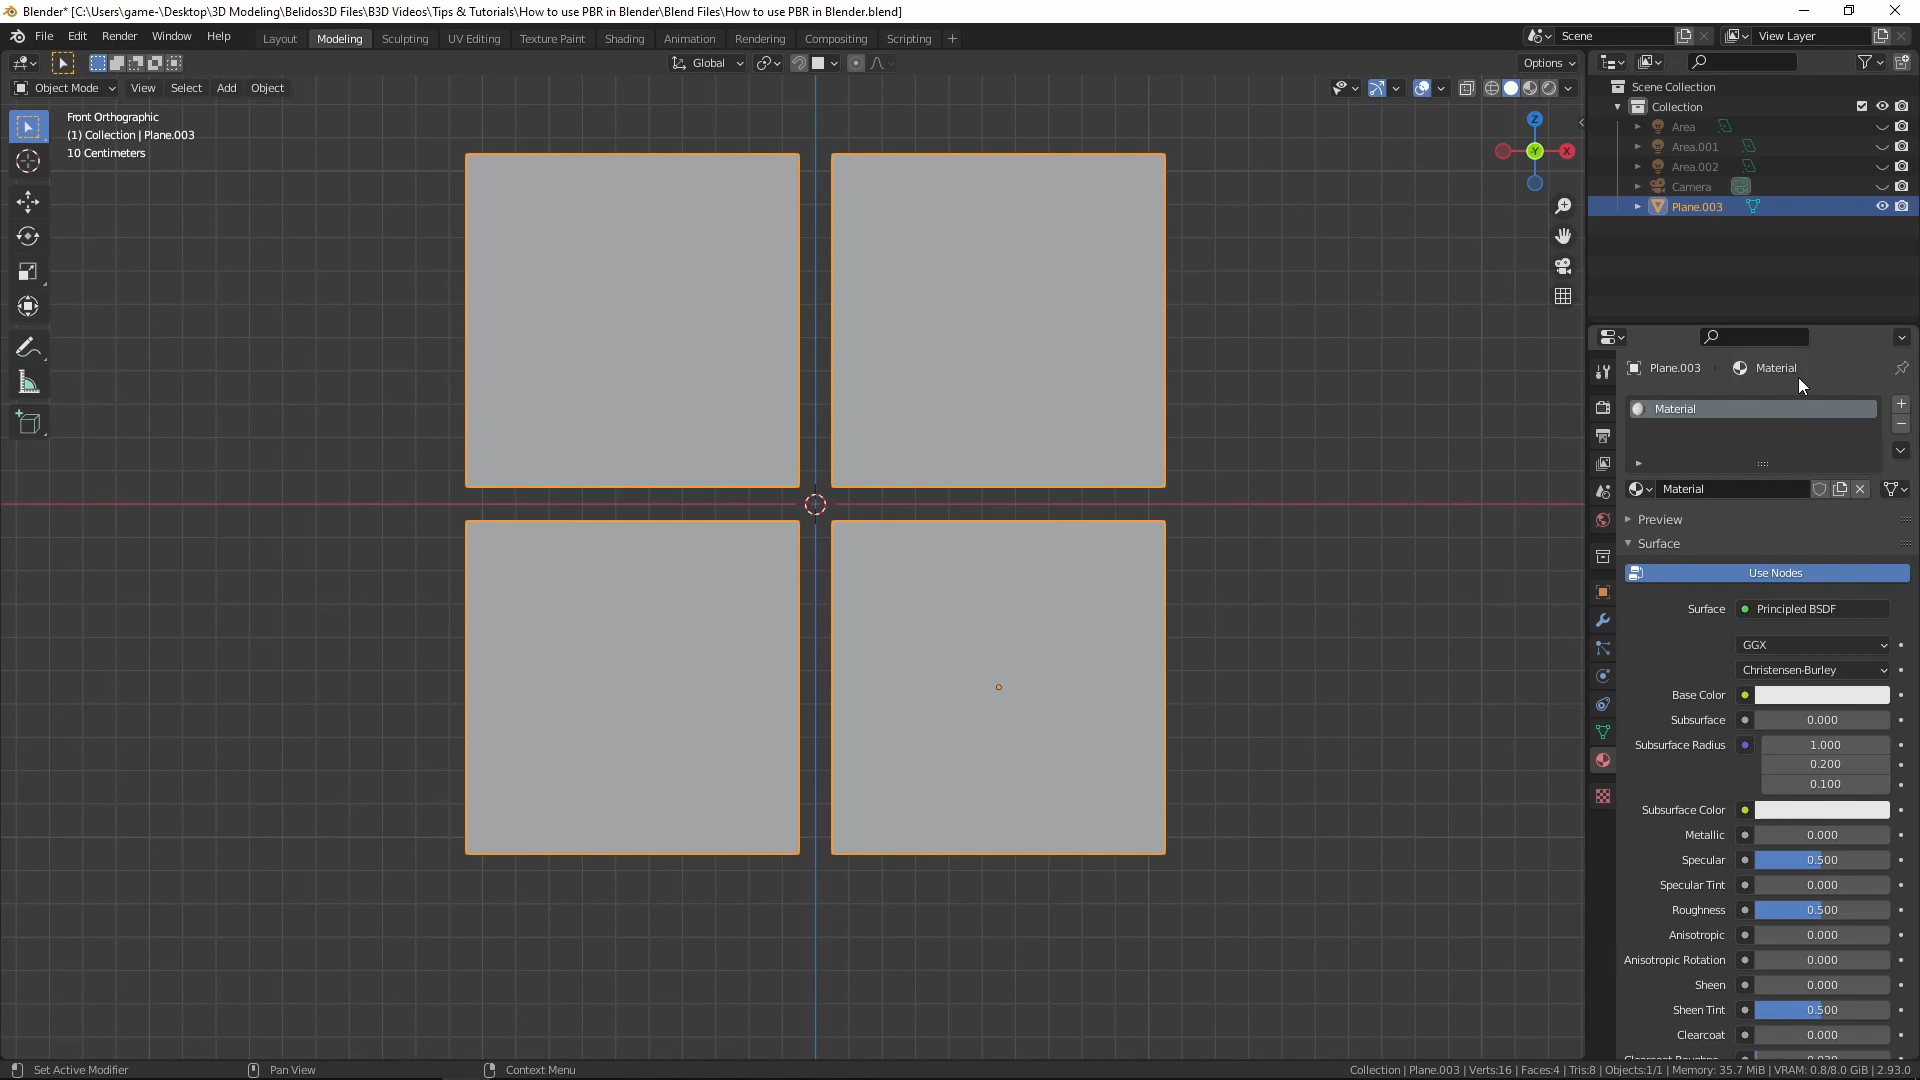 Blender* [C:\Users\game-\Desktop\3D Modeling\Belidos3D Files\B3D Videos\Tips & Tutorials\How to use PBR in Blender\Blend Files\How to use PBR in Blender.blend]
File Edit Render Window Help
Layout Modeling Sculpting UV Editing Texture Paint Shading Animation Rendering Compositing Scripting
Scene
View Layer
Global
Options
Object Mode View Select Add Object
Front Orthographic
(1) Collection | Plane.003
10 Centimeters
Z
Y
X
Scene Collection
Collection
Area
Area.001
Area.002
Camera
Plane.003
Plane.003 Material
Material
Material
Preview
Surface
Use Nodes
Surface Principled BSDF
GGX
Christensen-Burley
Base Color
Subsurface 0.000
Subsurface Radius 1.000
0.200
0.100
Subsurface Color
Metallic 0.000
Specular 0.500
Specular Tint 0.000
Roughness 0.500
Anisotropic 0.000
Anisotropic Rotation 0.000
Sheen 0.000
Sheen Tint 0.500
Clearcoat 0.000
Set Active Modifier
Pan View
Context Menu
Collection | Plane.003 | Verts:16 | Faces:4 | Tris:8 | Objects:1/1 | Memory: 35.7 MiB | VRAM: 0.8/8.0 GiB | 2.93.0